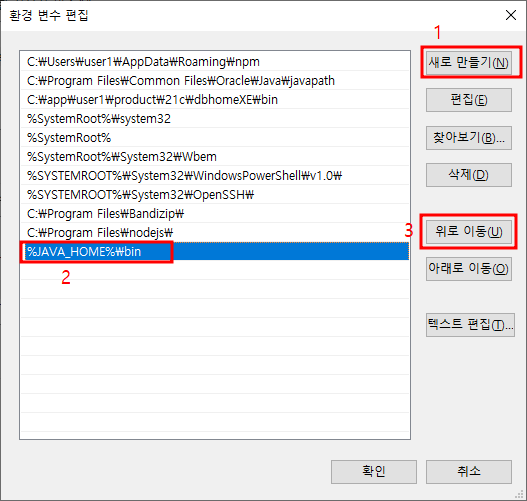 환경 변수 편집
1
C:₩Users₩user1₩AppData₩Roaming₩npm
새로 만들기(N)
C:₩Program Files₩Common Files₩Oracle₩Java₩javapath
C:₩app₩user1₩product₩21c₩dbhomeXE₩bin
편집(E)
%SystemRoot%₩system32
%SystemRoot%
찾아보기(B)...
%SystemRoot%₩System32₩Wbem
%SYSTEMROOT%₩System32₩WindowsPowerShell₩v1.0₩
삭제(D)
%SYSTEMROOT%₩System32₩OpenSSH₩
C:₩Program Files₩Bandizip₩
C:₩Program Files₩nodejs₩
3
위로 이동(U)
%JAVA_HOME%₩bin
2
아래로 이동(O)
텍스트 편집(T)...
확인
취소